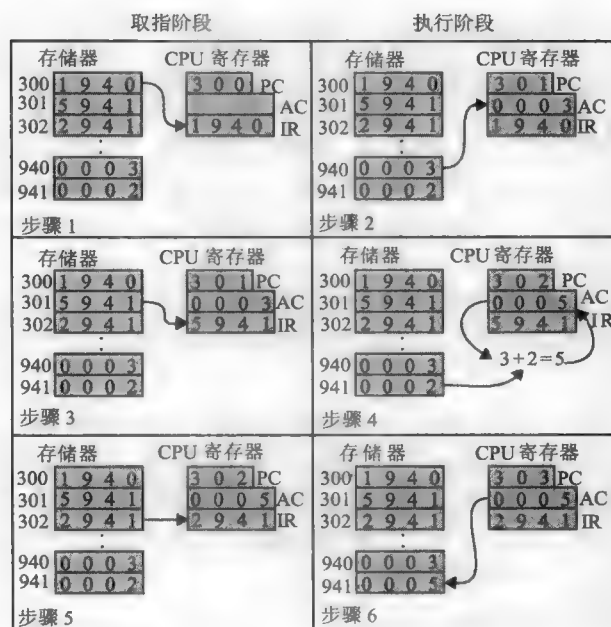 取指阶段 执行阶段
存储器 CPU 寄存器
300 1 9 4 0 3 0 0 PC
301 5 9 4 1 AC
302 2 9 4 1 1 9 4 0 IR
940 0 0 0 3
941 0 0 0 2
步骤 1
存储器 CPU 寄存器
300 1 9 4 0 3 0 1 PC
301 5 9 4 1 0 0 0 3 AC
302 2 9 4 1 1 9 4 0 IR
940 0 0 0 3
941 0 0 0 2
步骤 2
存储器 CPU 寄存器
300 1 9 4 0 3 0 1 PC
301 5 9 4 1 0 0 0 3 AC
302 2 9 4 1 5 9 4 1 IR
940 0 0 0 3
941 0 0 0 2
步骤 3
存储器 CPU 寄存器
300 1 9 4 0 3 0 2 PC
301 5 9 4 1 0 0 0 5 AC
302 2 9 4 1 5 9 4 1 IR
3+2=5
940 0 0 0 3
941 0 0 0 2
步骤 4
存储器 CPU 寄存器
300 1 9 4 0 3 0 2 PC
301 5 9 4 1 0 0 0 5 AC
302 2 9 4 1 2 9 4 1 IR
940 0 0 0 3
941 0 0 0 2
步骤 5
存储器 CPU 寄存器
300 1 9 4 0 3 0 3 PC
301 5 9 4 1 0 0 0 5 AC
302 2 9 4 1 2 9 4 1 IR
940 0 0 0 3
941 0 0 0 5
步骤 6